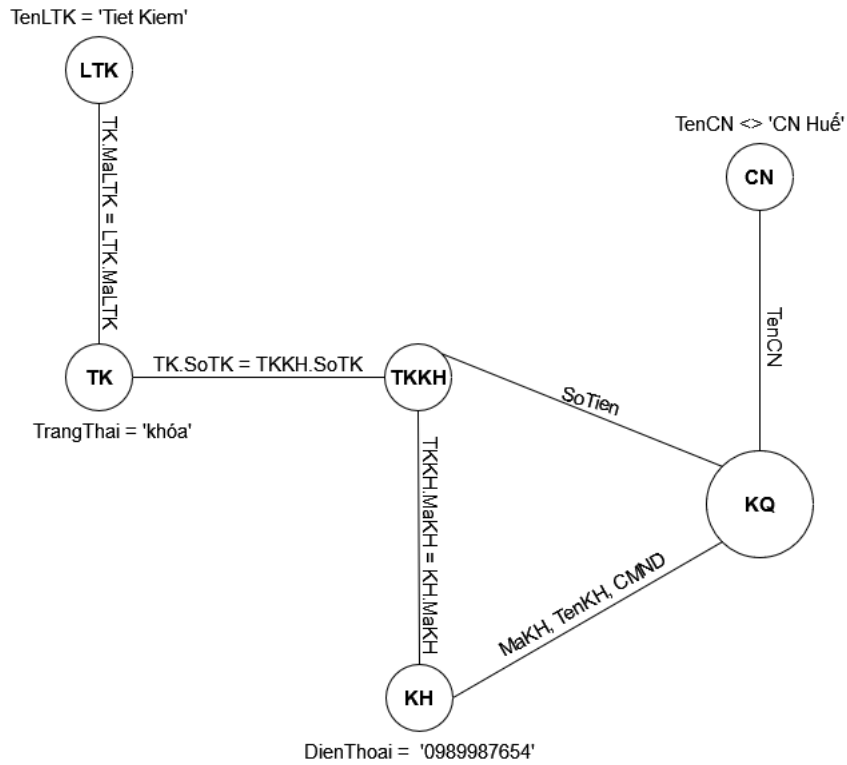 TenLTK = 'Tiet Kiem'
LTK
TK.MaLTK = LTK.MaLTK
TenCN <> 'CN Huế'
CN
TenCN
TK
TK.SoTK = TKKH.SoTK
TKKH
TrangThai = 'khóa'
SoTien
TKKH.MaKH = KH.MaKH
KQ
MaKH, TenKH, CMND
KH
DienThoai = '0989987654'